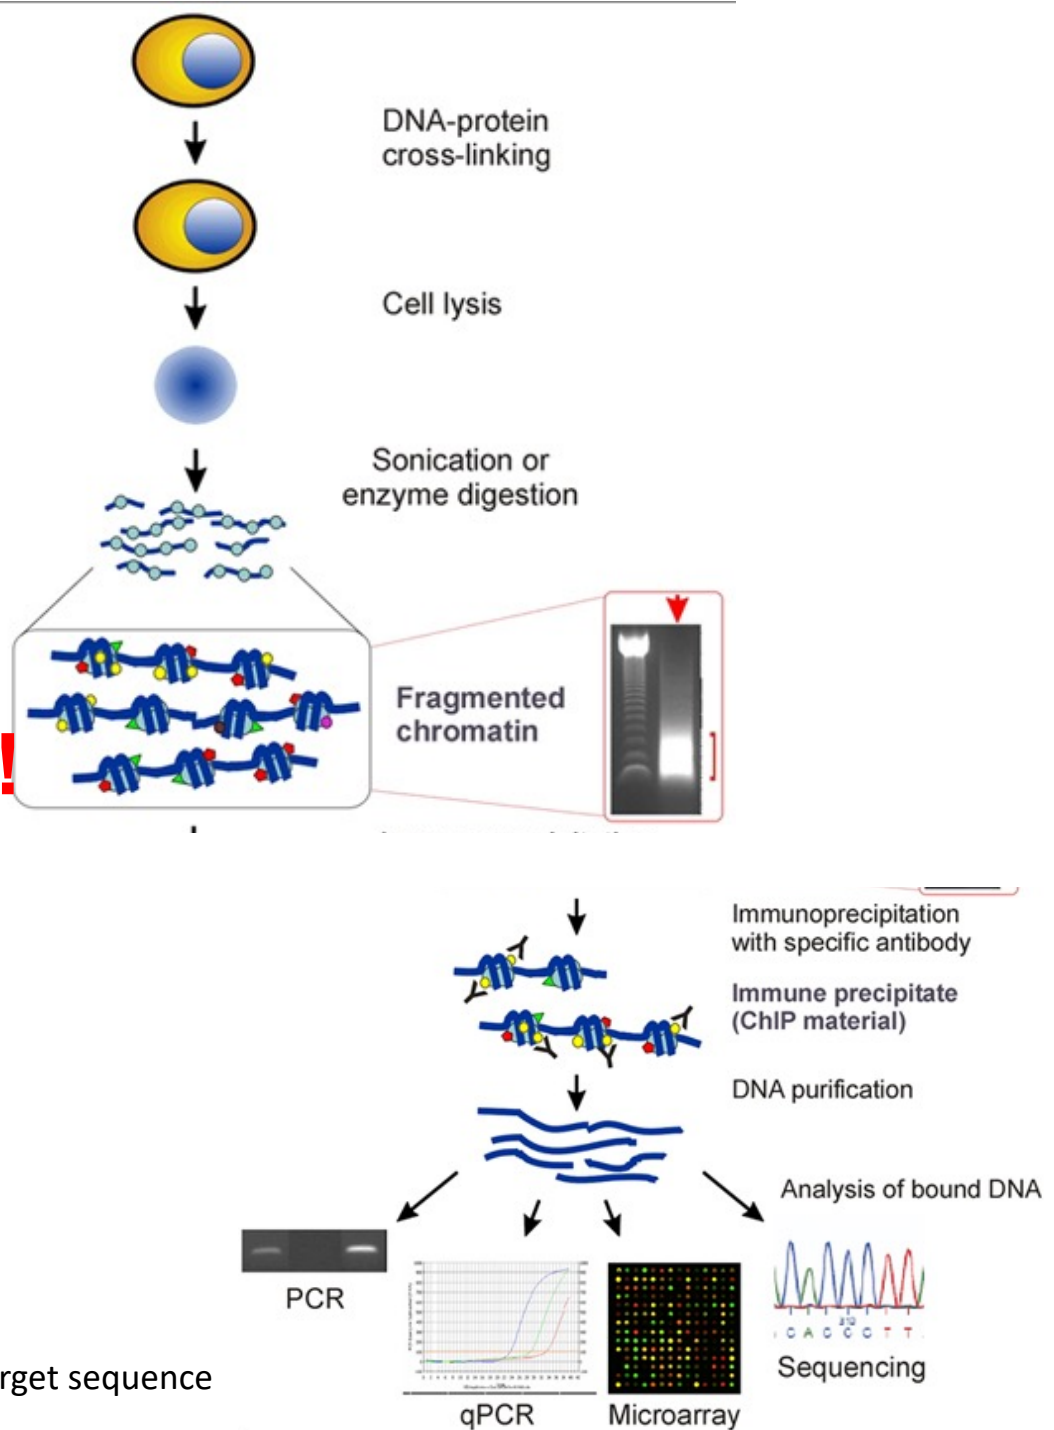 DNA-protein
cross-linking
Cell lysis
Sonication or
enzyme digestion
Fragmented
chromatin
!
Immunoprecipitation
with specific antibody
Immune precipitate
(ChIP material)
DNA purification
Analysis of bound DNA
PCR
C A C C C T T
Sequencing
rget sequence
qPCR
Microarray